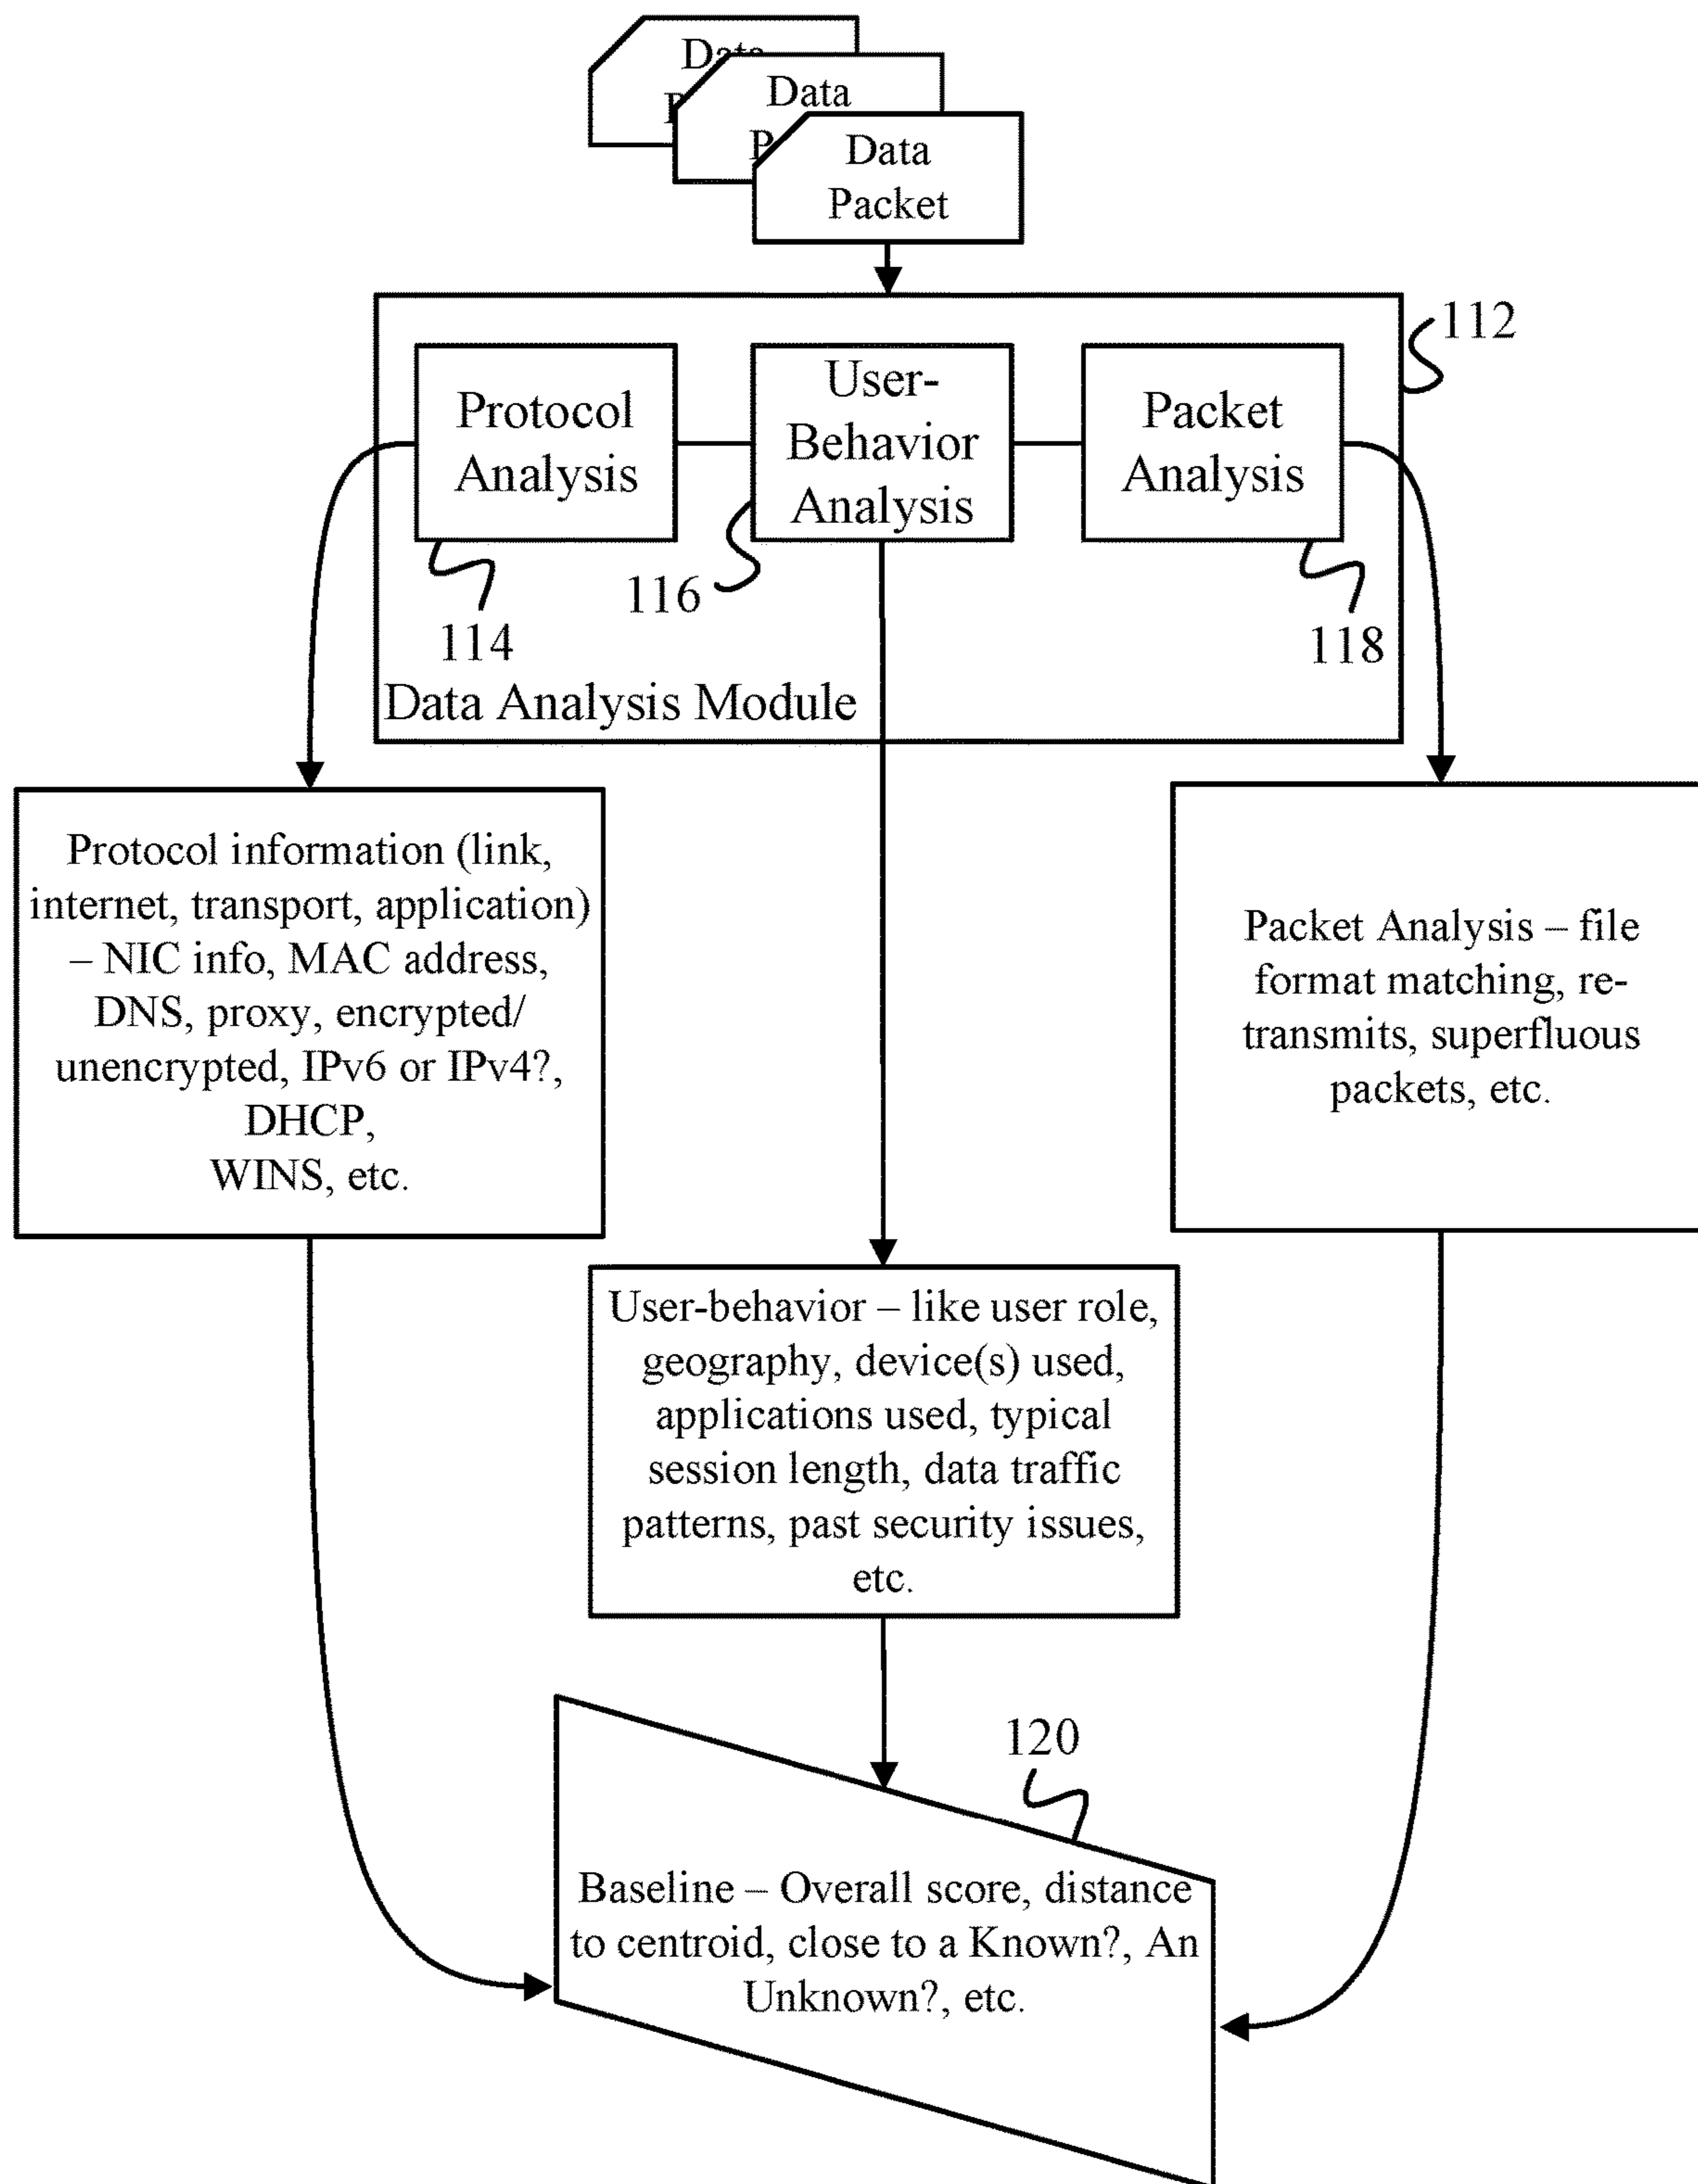 Data
Data
Data
Packet
112
Protocol
Analysis
User-
Behavior
Analysis
Packet
Analysis
114
116
118
Data Analysis Module
Protocol information (link,
internet, transport, application)
– NIC info, MAC address,
DNS, proxy, encrypted/
unencrypted, IPv6 or IPv4?,
DHCP,
WINS, etc.
Packet Analysis – file
format matching, re-
transmits, superfluous
packets, etc.
User-behavior – like user role,
geography, device(s) used,
applications used, typical
session length, data traffic
patterns, past security issues,
etc.
120
Baseline – Overall score, distance
to centroid, close to a Known?, An
Unknown?, etc.